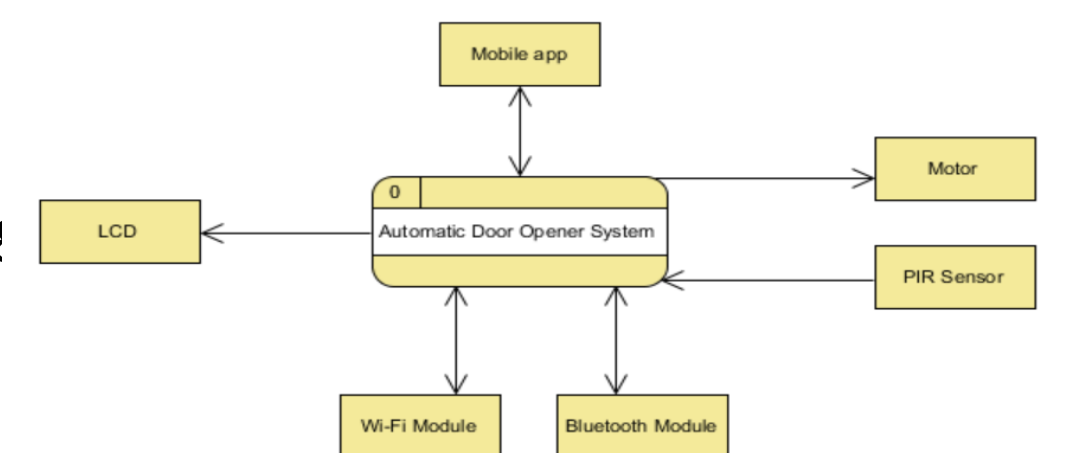 Mobile app
Motor
0
LCD
Automatic Door Opener System
PIR Sensor
Wi-Fi Module
Bluetooth Module